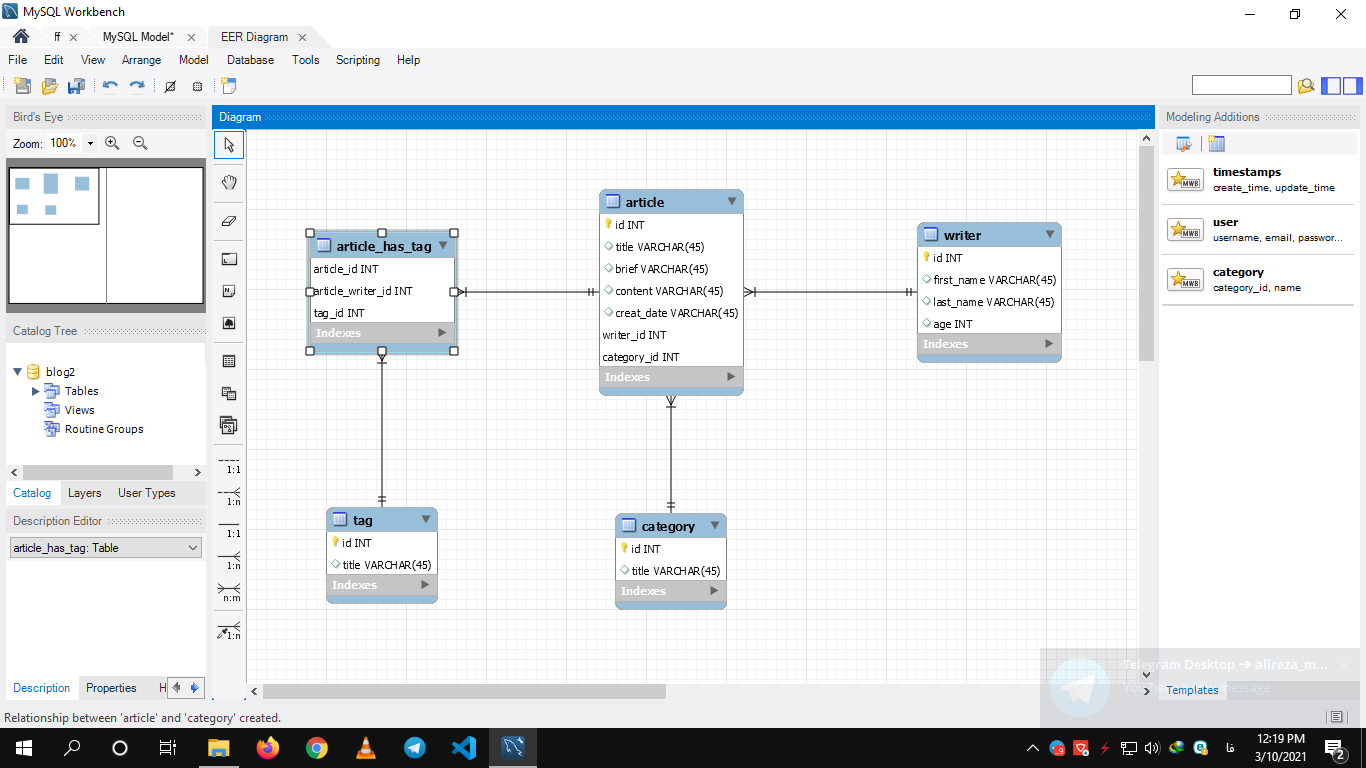 MySQL Workbench
ff
MySQL Model*
EER Diagram
File Edit View Arrange Model Database Tools Scripting Help
Bird's Eye
Zoom: 100%
Catalog Tree
blog2
Tables
Views
Routine Groups
Catalog Layers User Types
Description Editor
article_has_tag: Table
Description Properties H
Diagram
1:1
1:n
1:1
1:n
n:m
1:n
article_has_tag
article_id INT
article_writer_id INT
tag_id INT
Indexes
article
id INT
title VARCHAR(45)
brief VARCHAR(45)
content VARCHAR(45)
creat_date VARCHAR(45)
writer_id INT
category_id INT
Indexes
writer
id INT
first_name VARCHAR(45)
last_name VARCHAR(45)
age INT
Indexes
tag
id INT
title VARCHAR(45)
Indexes
category
id INT
title VARCHAR(45)
Indexes
Modeling Additions
MWB
timestamps
create_time, update_time
MWB
user
username, email, passwor...
MWB
category
category_id, name
Telegram Desktop ➔ alireza_m...
message
Templates
Relationship between 'article' and 'category' created.
فا
12:19 PM
3/10/2021
2